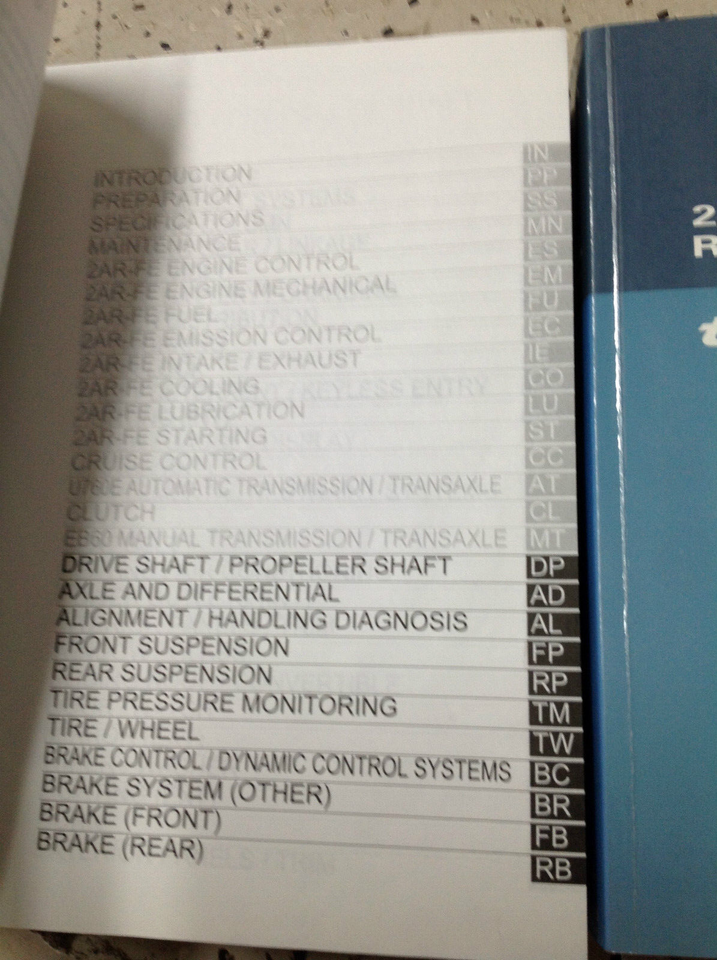 INTRODUCTION IN
PREPARATION PP
SPECIFICATIONS SS
MAINTENANCE MN
2AR-FE ENGINE CONTROL ES
2AR-FE ENGINE MECHANICAL EM
2AR-FE FUEL FU
2AR-FE EMISSION CONTROL EC
2AR-FE INTAKE / EXHAUST IE
2AR-FE COOLING CO
2AR-FE LUBRICATION LU
2AR-FE STARTING ST
CRUISE CONTROL CC
U760E AUTOMATIC TRANSMISSION / TRANSAXLE AT
CLUTCH CL
EB60 MANUAL TRANSMISSION / TRANSAXLE MT
DRIVE SHAFT / PROPELLER SHAFT DP
AXLE AND DIFFERENTIAL AD
ALIGNMENT / HANDLING DIAGNOSIS AL
FRONT SUSPENSION FP
REAR SUSPENSION RP
TIRE PRESSURE MONITORING TM
TIRE / WHEEL TW
BRAKE CONTROL / DYNAMIC CONTROL SYSTEMS BC
BRAKE SYSTEM (OTHER) BR
BRAKE (FRONT) FB
BRAKE (REAR) RB
2
R
t